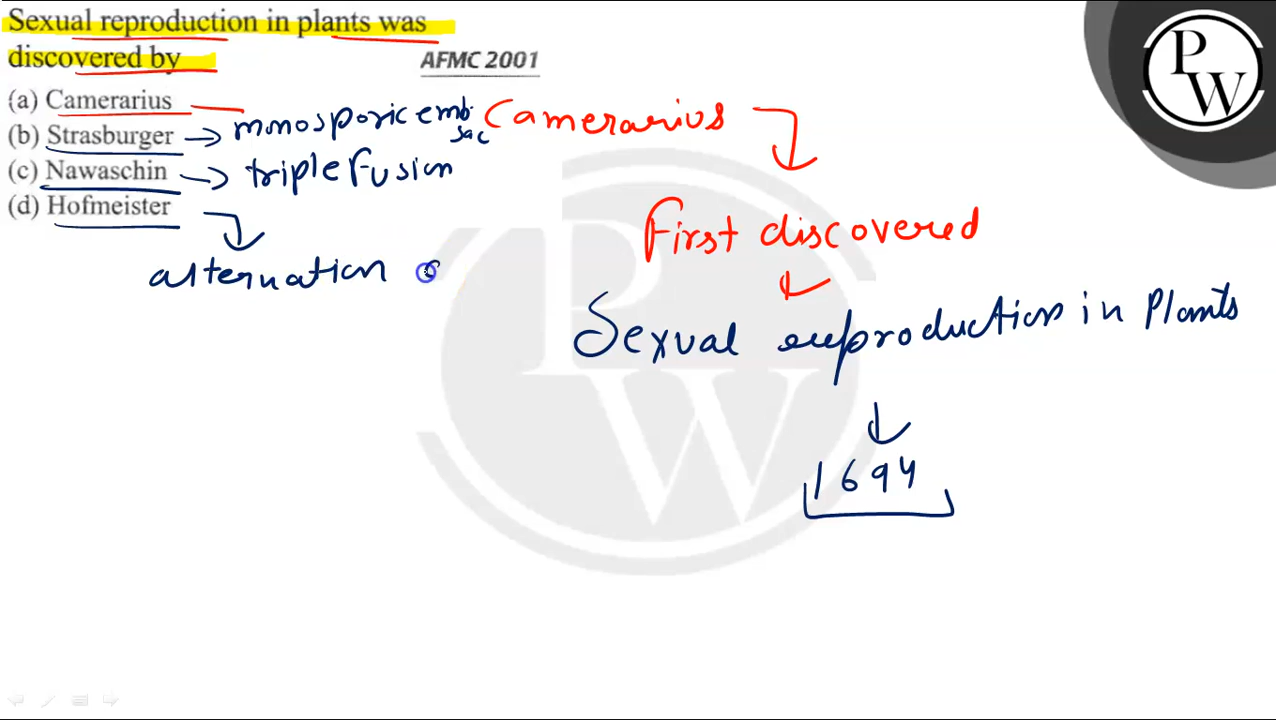 Sexual reproduction in plants was
discovered by
AFMC 2001
(a) Camerarius
(b) Strasburger → monosporic emb. sac
(c) Nawaschin → triple Fusion
(d) Hofmeister
alternation o
Camerarius
First discovered
Sexual reproduction in Plants
1694
P
W
P
W